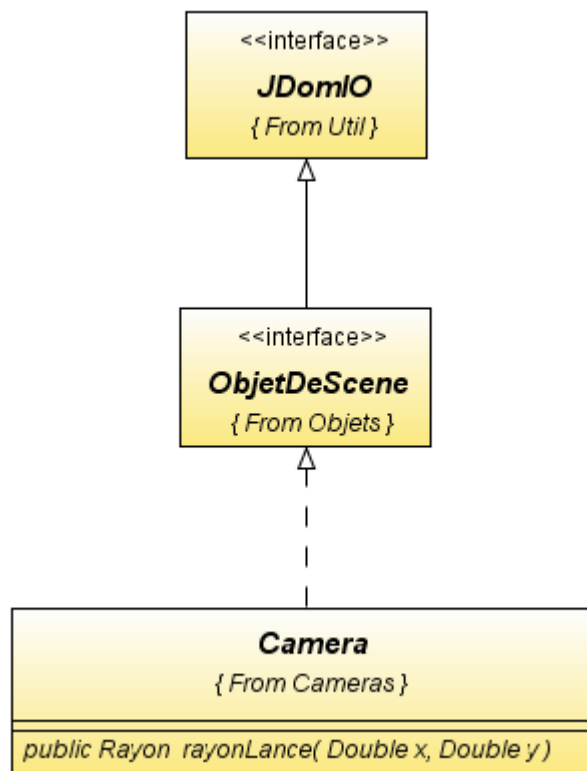 <<interface>>
JDomIO
{ From Util }
<<interface>>
ObjetDeScene
{ From Objets }
Camera
{ From Cameras }
public Rayon rayonLance( Double x, Double y )